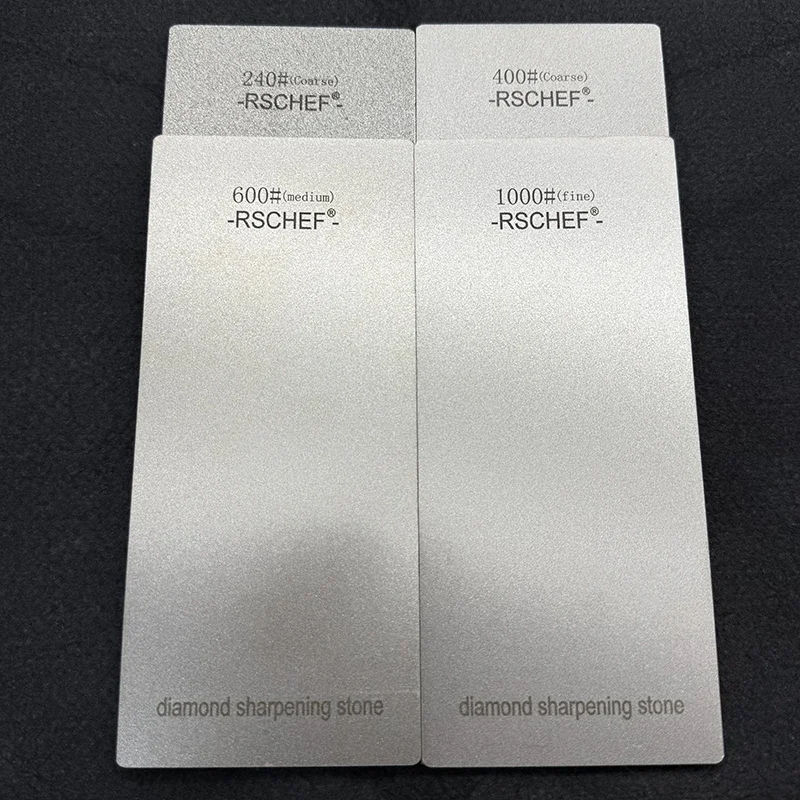 240#(Coarse)
-RSCHEF®-
400#(Coarse)
-RSCHEF®-
600#(medium)
-RSCHEF®-
diamond sharpening stone
1000#(fine)
-RSCHEF®-
diamond sharpening stone